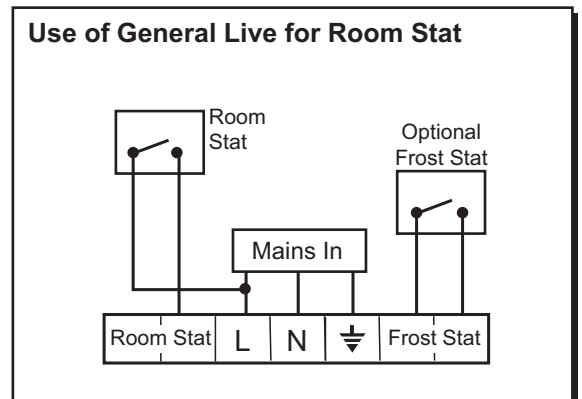 Use of General Live for Room Stat
Room
Stat
Optional
Frost Stat
Mains In
Room Stat L N Frost Stat